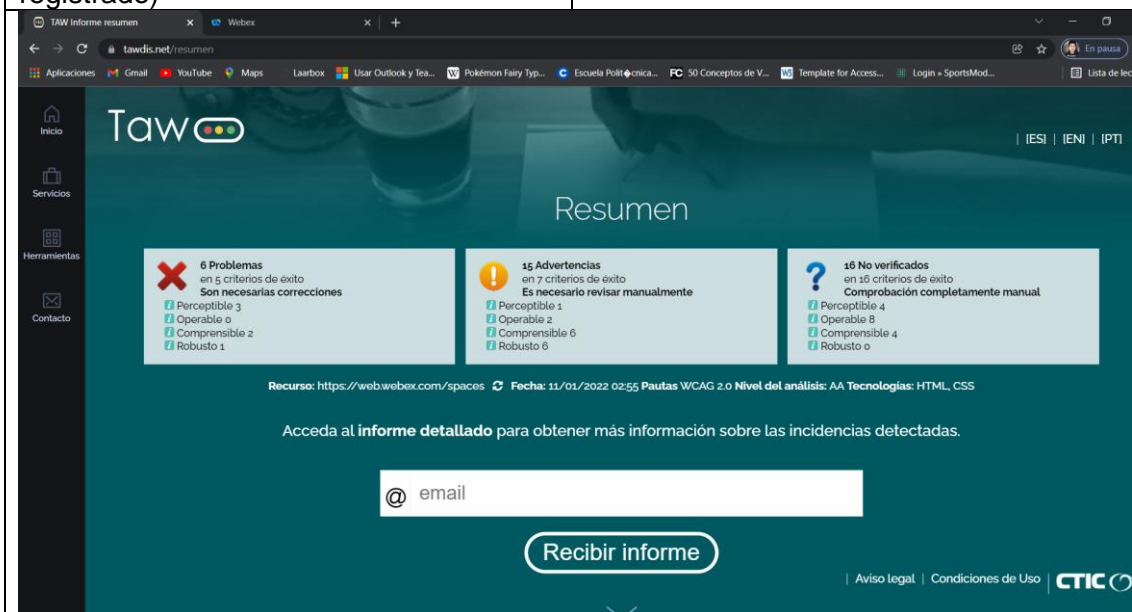 registrado)
TAW Informe resumen
Webex
tawdis.net/resumen
En pausa
Aplicaciones
Gmail
YouTube
Maps
Laarbox
Usar Outlook y Tea...
Pokémon Fairy Typ...
Escuela Polit�cnica...
50 Conceptos de V...
Template for Access...
Login » SportsMod...
Lista de lec
Inicio
Taw
| [ES] | [EN] | [PT]
Servicios
Resumen
Herramientas
6 Problemas
en 5 criterios de éxito
Son necesarias correcciones
Perceptible 3
Operable 0
Comprensible 2
Robusto 1
15 Advertencias
en 7 criterios de éxito
Es necesario revisar manualmente
Perceptible 1
Operable 2
Comprensible 6
Robusto 6
16 No verificados
en 16 criterios de éxito
Comprobación completamente manual
Perceptible 4
Operable 8
Comprensible 4
Robusto 0
Contacto
Recurso: https://web.webex.com/spaces Fecha: 11/01/2022 02:55 Pautas WCAG 2.0 Nivel del análisis: AA Tecnologías: HTML, CSS
Acceda al informe detallado para obtener más información sobre las incidencias detectadas.
@ email
Recibir informe
| Aviso legal | Condiciones de Uso | CTIC